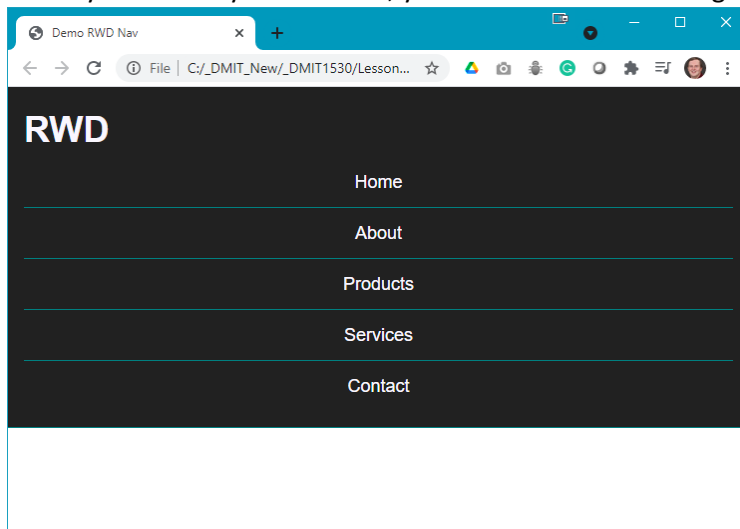 Demo RWD Nav
File | C:/_DMIT_New/_DMIT1530/Lesson...
RWD
Home
About
Products
Services
Contact